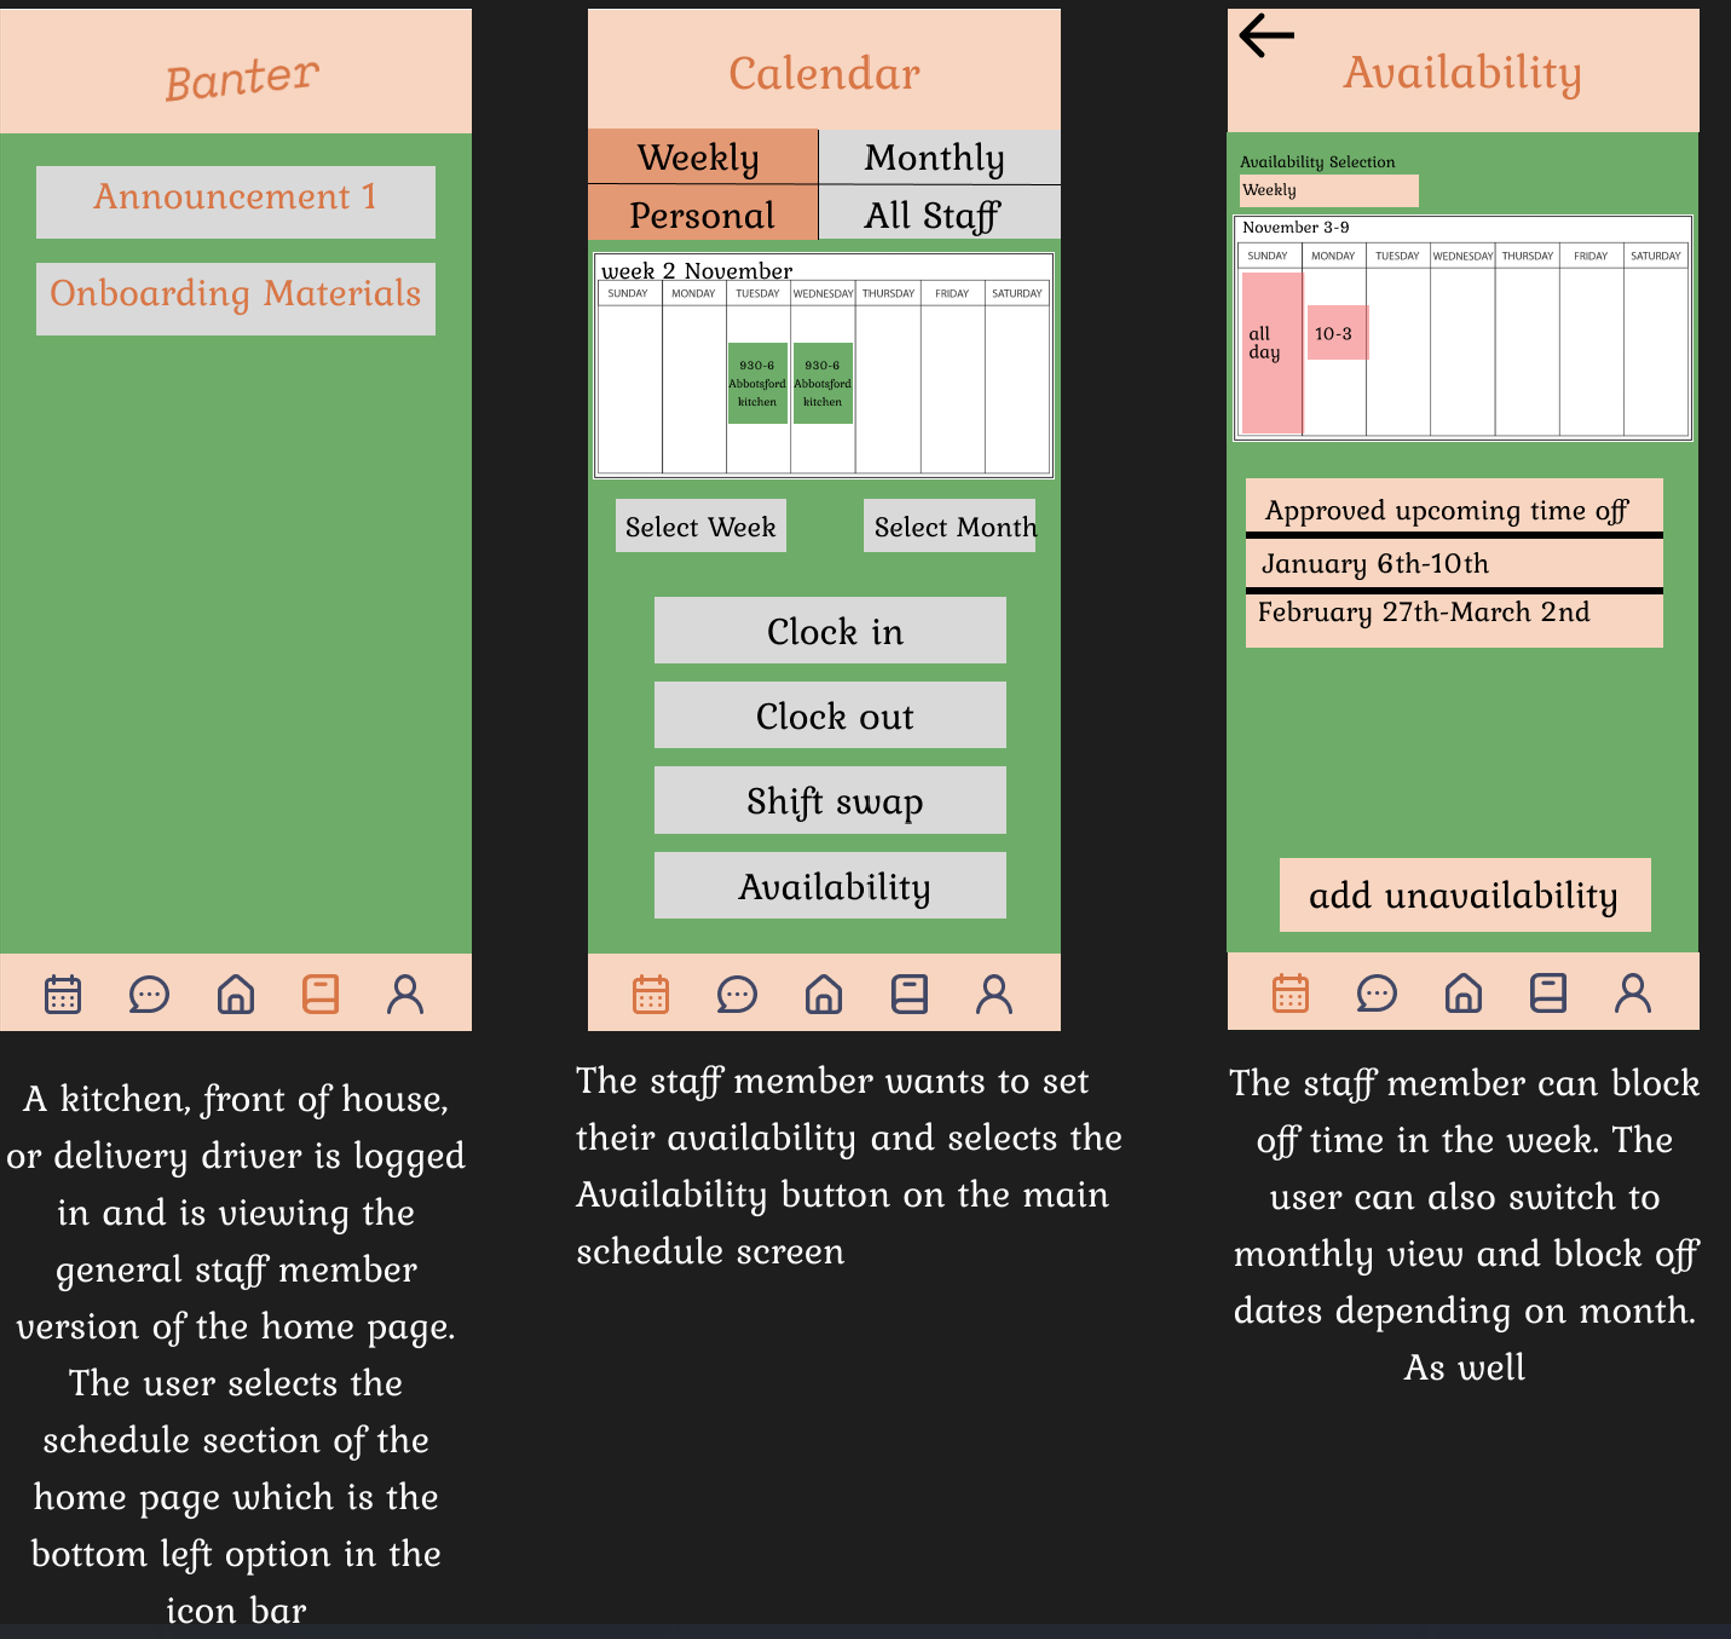 Banter
Announcement 1
Onboarding Materials
A kitchen, front of house,
or delivery driver is logged
in and is viewing the
general staff member
version of the home page.
The user selects the
schedule section of the
home page which is the
bottom left option in the
icon bar
Calendar
Weekly
Monthly
Personal
All Staff
week 2 November
SUNDAY MONDAY TUESDAY WEDNESDAY THURSDAY FRIDAY SATURDAY
930-6
Abbotsford
kitchen
930-6
Abbotsford
kitchen
Select Week
Select Month
Clock in
Clock out
Shift swap
Availability
The staff member wants to set
their availability and selects the
Availability button on the main
schedule screen
Availability
Availability Selection
Weekly
November 3-9
SUNDAY MONDAY TUESDAY WEDNESDAY THURSDAY FRIDAY SATURDAY
all
day
10-3
Approved upcoming time off
January 6th-10th
February 27th-March 2nd
add unavailability
The staff member can block
off time in the week. The
user can also switch to
monthly view and block off
dates depending on month.
As well